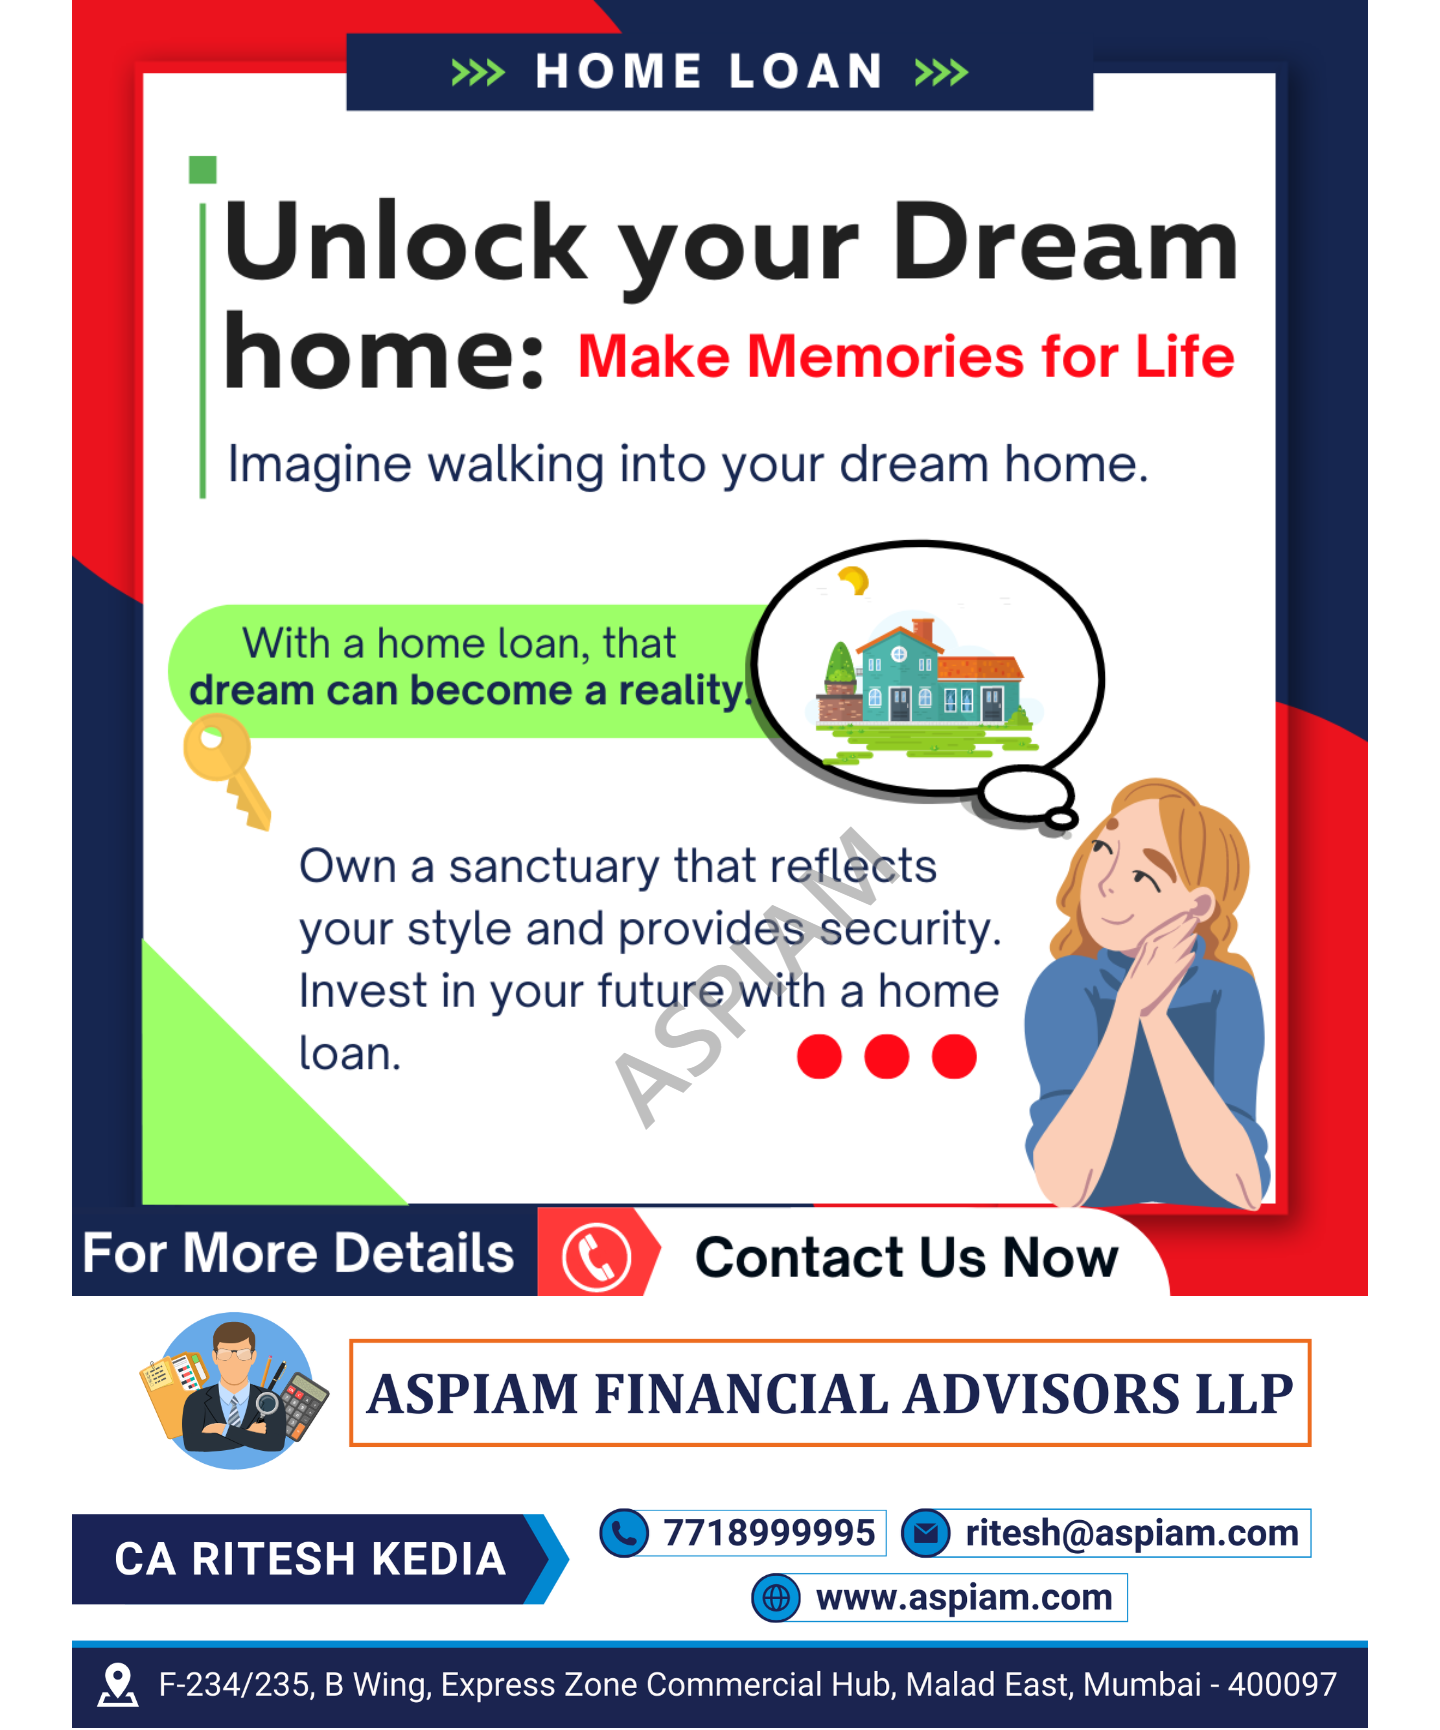 >>> HOME LOAN >>>
Unlock your Dream
home: Make Memories for Life
Imagine walking into your dream home.
With a home loan, that
dream can become a reality.
Own a sanctuary that reflects
your style and provides security.
Invest in your future with a home
loan.
ASPIAM
For More Details
Contact Us Now
ASPIAM FINANCIAL ADVISORS LLP
CA RITESH KEDIA
7718999995
ritesh@aspiam.com
www.aspiam.com
F-234/235, B Wing, Express Zone Commercial Hub, Malad East, Mumbai - 400097